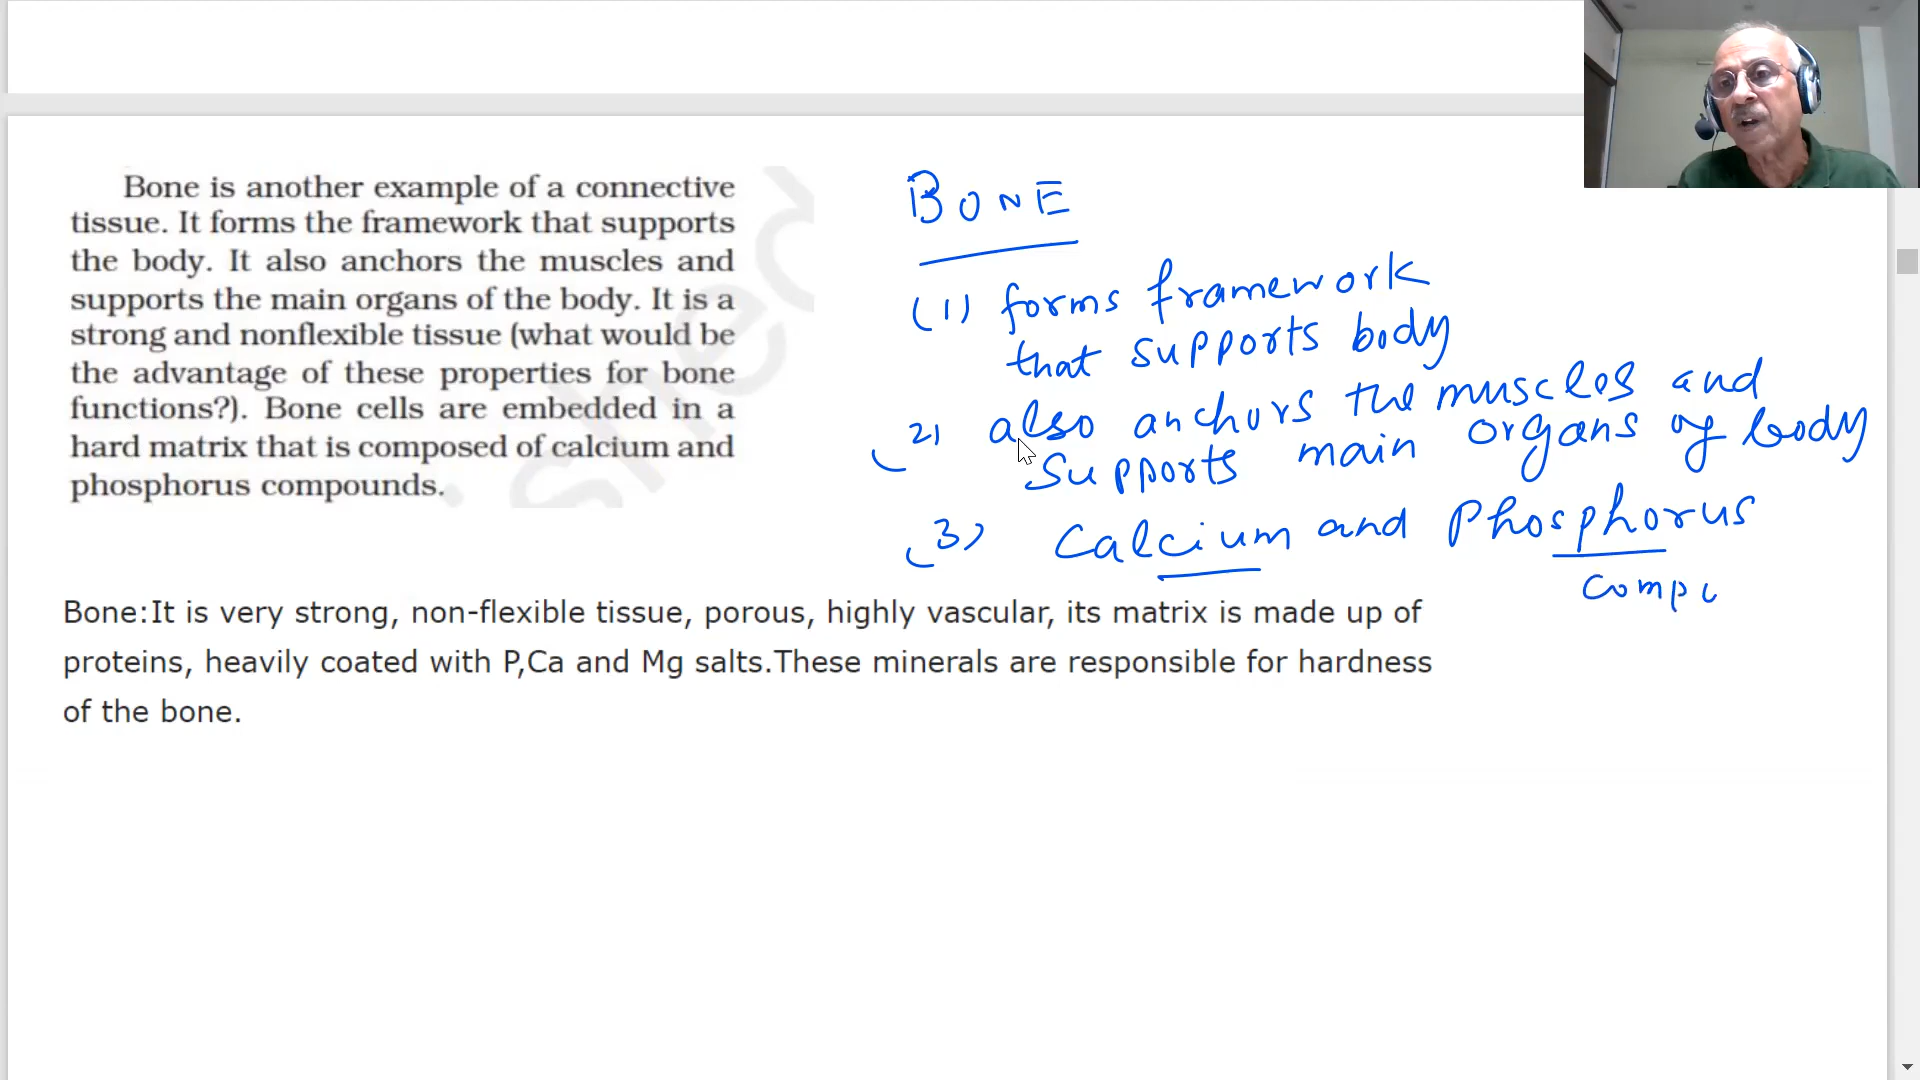 Bone is another example of a connective
tissue. It forms the framework that supports
the body. It also anchors the muscles and
supports the main organs of the body. It is a
strong and nonflexible tissue (what would be
the advantage of these properties for bone
functions?). Bone cells are embedded in a
hard matrix that is composed of calcium and
phosphorus compounds.
BONE
(1) forms framework
that supports body
(2) also anchors the muscles and
supports main organs of body
(3) Calcium and Phosphorus
Bone:It is very strong, non-flexible tissue, porous, highly vascular, its matrix is made up of
proteins, heavily coated with P,Ca and Mg salts.These minerals are responsible for hardness
of the bone.